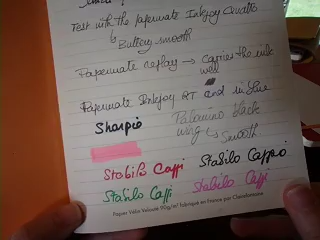 Test with the papermate Inkjoy
Buttery smooth
Papermate replay → carries the ink
well
Papermate Inkjoy RT and in blue
Sharpie
Palomino black
wing smooth
Stabilo Cappi
Stabilo Cappi
Stabilo Cappi
Stabilo Cappi
Papier Vélin Velouté 90g/m² Fabriqué en France par Clairefontaine